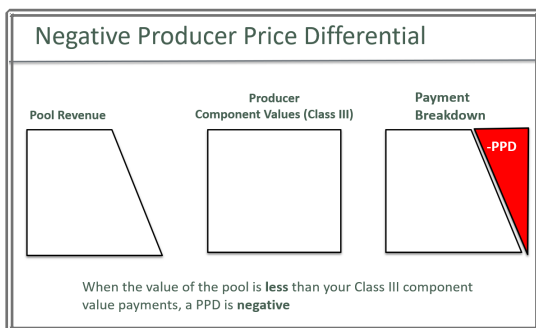 Negative Producer Price Differential
Pool Revenue
Producer
Component Values (Class III)
Payment
Breakdown
-PPD
When the value of the pool is less than your Class III component
value payments, a PPD is negative